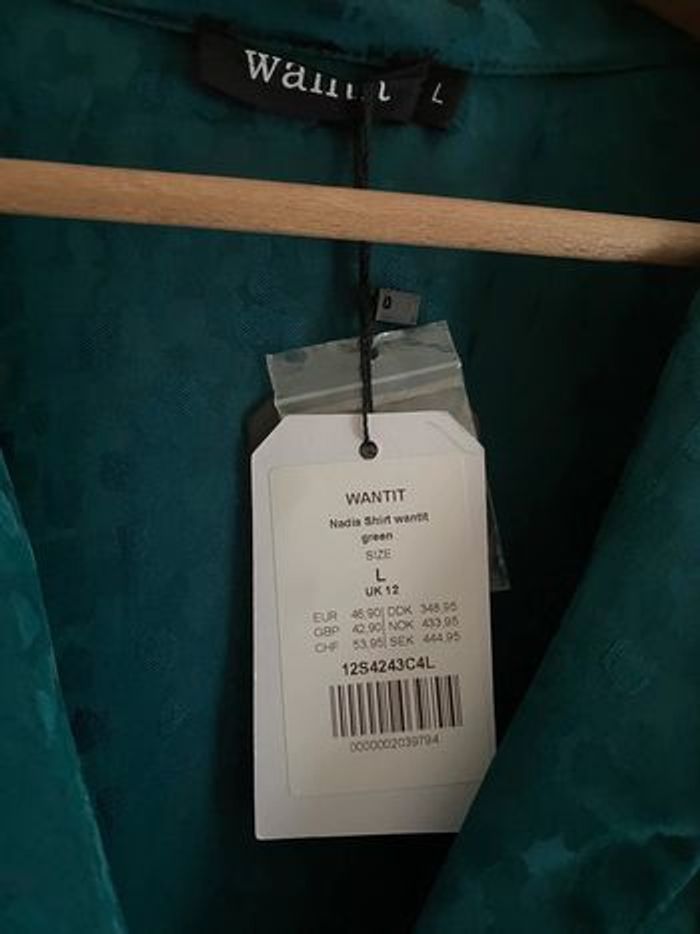 wantit L
WANTIT
Nadia Shirt wantit
green
SIZE
L
UK 12
EUR 46,90 DDK 348,95
GBP 42,90 NOK 433,95
CHF 53,95 SEK 444,95
12S4243C4L
0000002039794